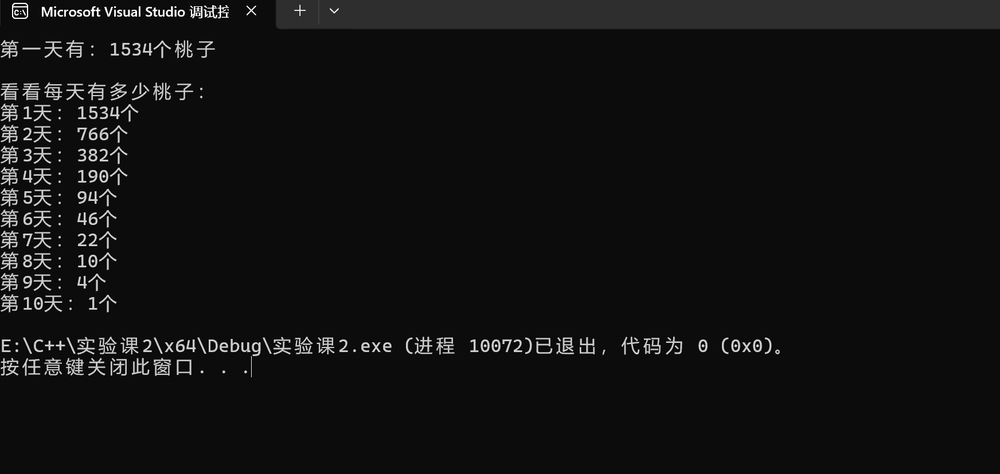 Microsoft Visual Studio 调试控
第一天有：1534个桃子
看看每天有多少桃子：
第1天：1534个
第2天：766个
第3天：382个
第4天：190个
第5天：94个
第6天：46个
第7天：22个
第8天：10个
第9天：4个
第10天：1个
E:\C++\实验课2\x64\Debug\实验课2.exe (进程 10072)已退出，代码为 0 (0x0)。
按任意键关闭此窗口. . .